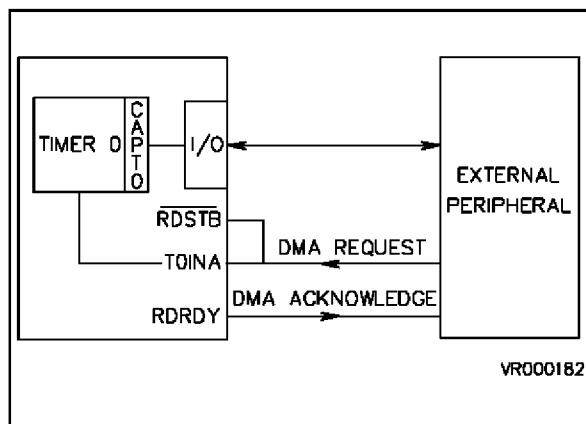 TIMER 0
CAPT0
I/O
EXTERNAL
PERIPHERAL
RDSTB
DMA REQUEST
T0INA
DMA ACKNOWLEDGE
RDRDY
VR000182